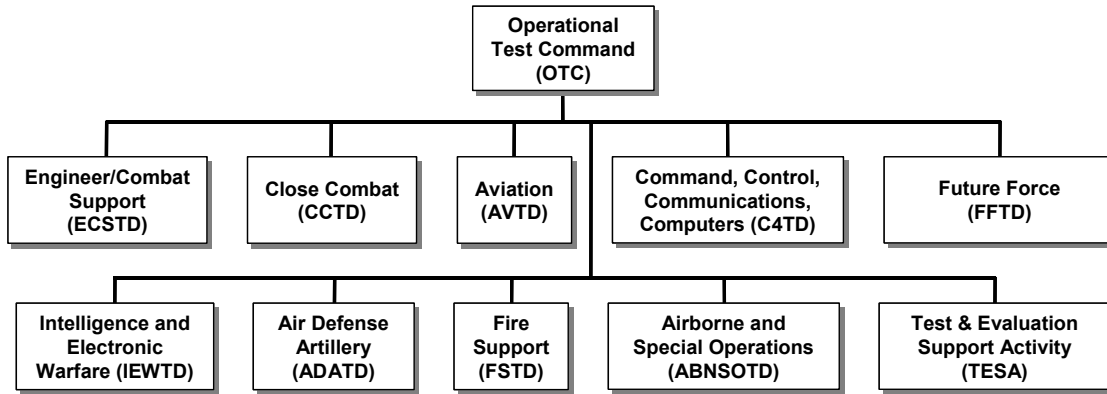 Operational
Test Command
(OTC)
Engineer/Combat
Support
(ECSTD)
Close Combat
(CCTD)
Aviation
(AVTD)
Command, Control,
Communications,
Computers (C4TD)
Future Force
(FFTD)
Intelligence and
Electronic
Warfare (IEWTD)
Air Defense
Artillery
(ADATD)
Fire
Support
(FSTD)
Airborne and
Special Operations
(ABNSOTD)
Test & Evaluation
Support Activity
(TESA)